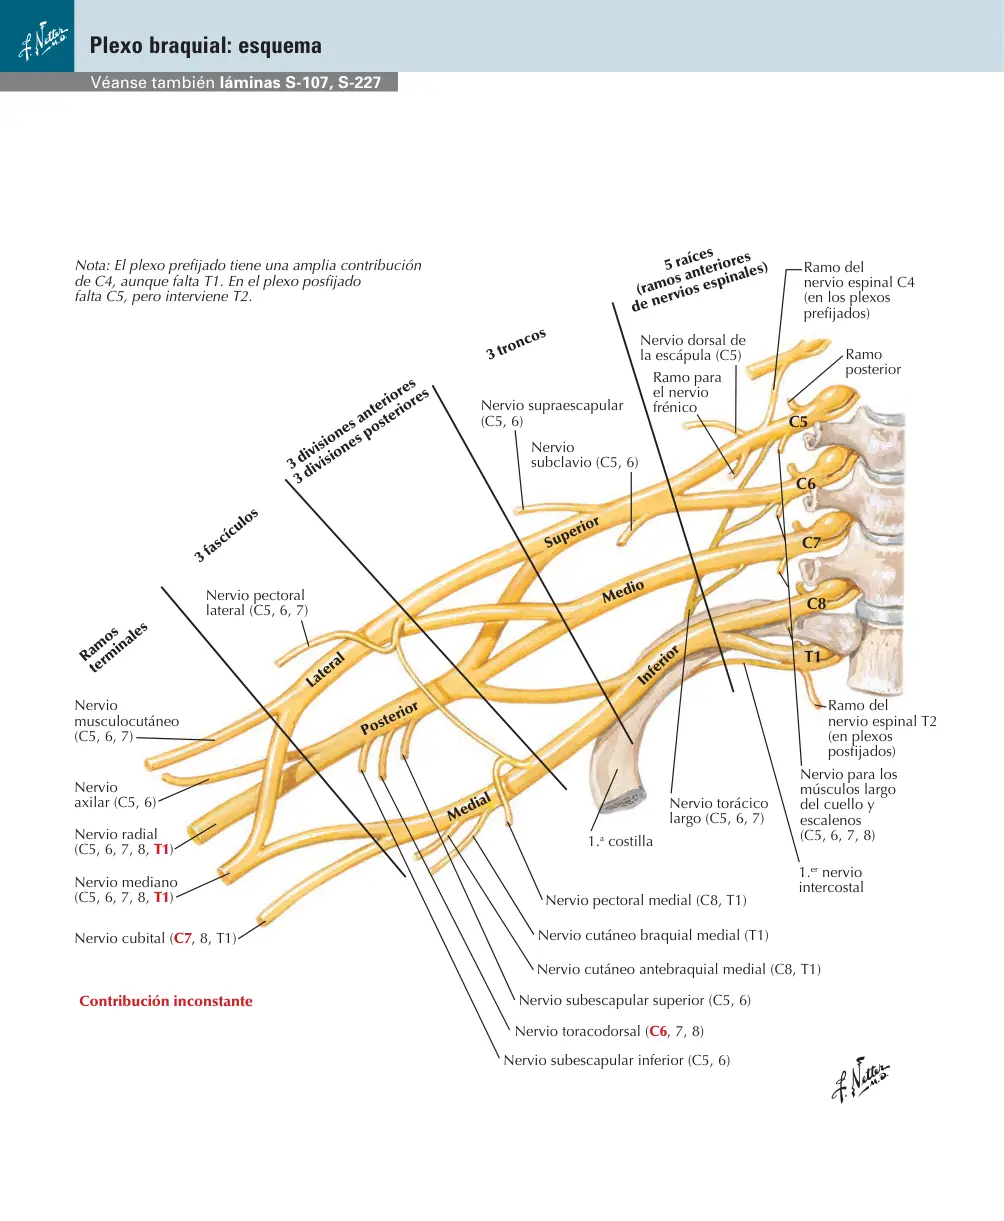 F. Netter M.D.
Plexo braquial: esquema
Véanse también láminas S-107, S-227
Nota: El plexo prefijado tiene una amplia contribución
de C4, aunque falta T1. En el plexo posfijado
falta C5, pero interviene T2.
5 raíces
(ramos anteriores
de nervios espinales)
3 troncos
3 divisiones anteriores
3 divisiones posteriores
3 fascículos
Ramos
terminales
Ramo del
nervio espinal C4
(en los plexos
prefijados)
Nervio dorsal de
la escápula (C5)
Ramo
posterior
Ramo para
el nervio
frénico
Nervio supraescapular
(C5, 6)
Nervio
subclavio (C5, 6)
C5
C6
C7
C8
T1
Superior
Medio
Inferior
Nervio pectoral
lateral (C5, 6, 7)
Lateral
Posterior
Medial
Nervio
musculocutáneo
(C5, 6, 7)
Nervio
axilar (C5, 6)
Nervio radial
(C5, 6, 7, 8, T1)
Nervio mediano
(C5, 6, 7, 8, T1)
Nervio cubital (C7, 8, T1)
Contribución inconstante
Ramo del
nervio espinal T2
(en plexos
posfijados)
Nervio para los
músculos largo
del cuello y
escalenos
(C5, 6, 7, 8)
1.er nervio
intercostal
Nervio torácico
largo (C5, 6, 7)
1.a costilla
Nervio pectoral medial (C8, T1)
Nervio cutáneo braquial medial (T1)
Nervio cutáneo antebraquial medial (C8, T1)
Nervio subescapular superior (C5, 6)
Nervio toracodorsal (C6, 7, 8)
Nervio subescapular inferior (C5, 6)
F. Netter M.D.